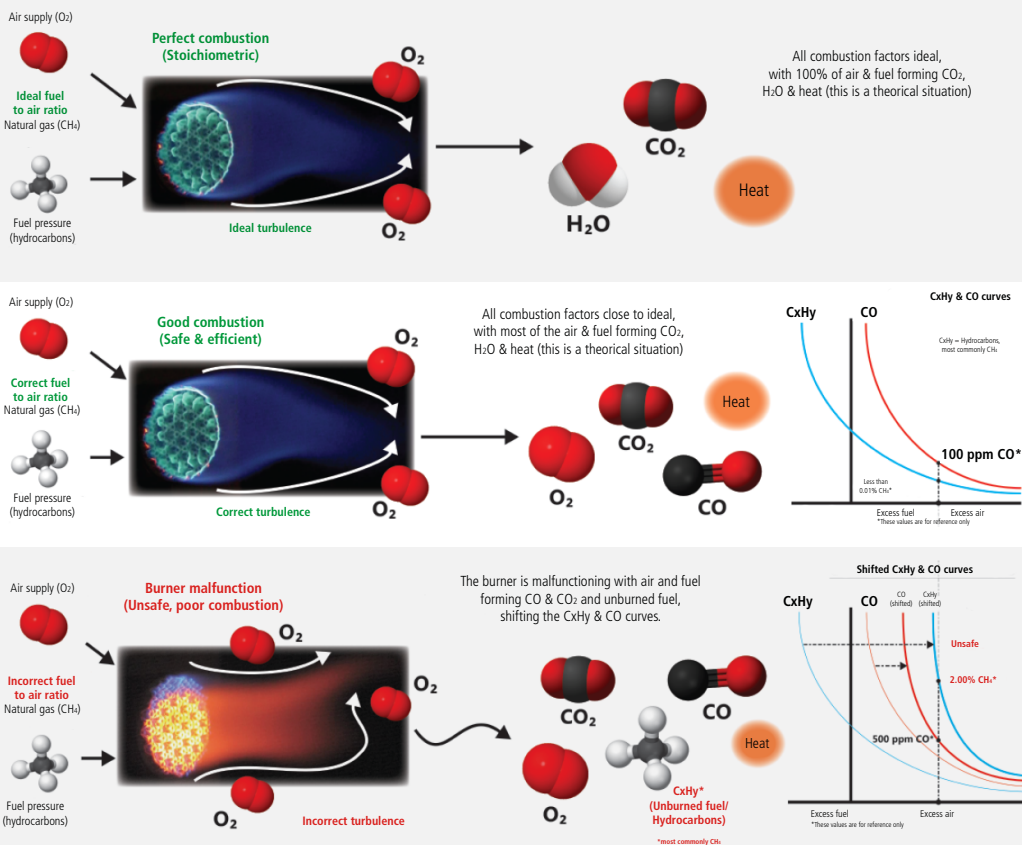 Air supply (O₂)
Ideal fuel
to air ratio
Natural gas (CH₄)
Fuel pressure
(hydrocarbons)
Perfect combustion
(Stoichiometric)
O₂
O₂
Ideal turbulence
CO₂
H₂O
Heat
All combustion factors ideal,
with 100% of air & fuel forming CO₂,
H₂O & heat (this is a theorical situation)
Air supply (O₂)
Correct fuel
to air ratio
Natural gas (CH₄)
Fuel pressure
(hydrocarbons)
Good combustion
(Safe & efficient)
O₂
O₂
Correct turbulence
All combustion factors close to ideal,
with most of the air & fuel forming CO₂,
H₂O & heat (this is a theorical situation)
CO₂
Heat
O₂
CO
CxHy & CO curves
CxHy
CO
CxHy = Hydrocarbons,
most commonly CH₄
100 ppm CO*
Less than
0.01% CH₄*
Excess fuel
Excess air
*These values are for reference only
Air supply (O₂)
Incorrect fuel
to air ratio
Natural gas (CH₄)
Fuel pressure
(hydrocarbons)
Burner malfunction
(Unsafe, poor combustion)
O₂
O₂
O₂
Incorrect turbulence
The burner is malfunctioning with air and fuel
forming CO & CO₂ and unburned fuel,
shifting the CxHy & CO curves.
CO₂
CO
Heat
O₂
CxHy*
(Unburned fuel/
Hydrocarbons)
*most commonly CH₄
Shifted CxHy & CO curves
CxHy
CO
CO
(shifted)
CxHy
(shifted)
Unsafe
2.00% CH₄*
500 ppm CO*
Excess fuel
Excess air
*These values are for reference only